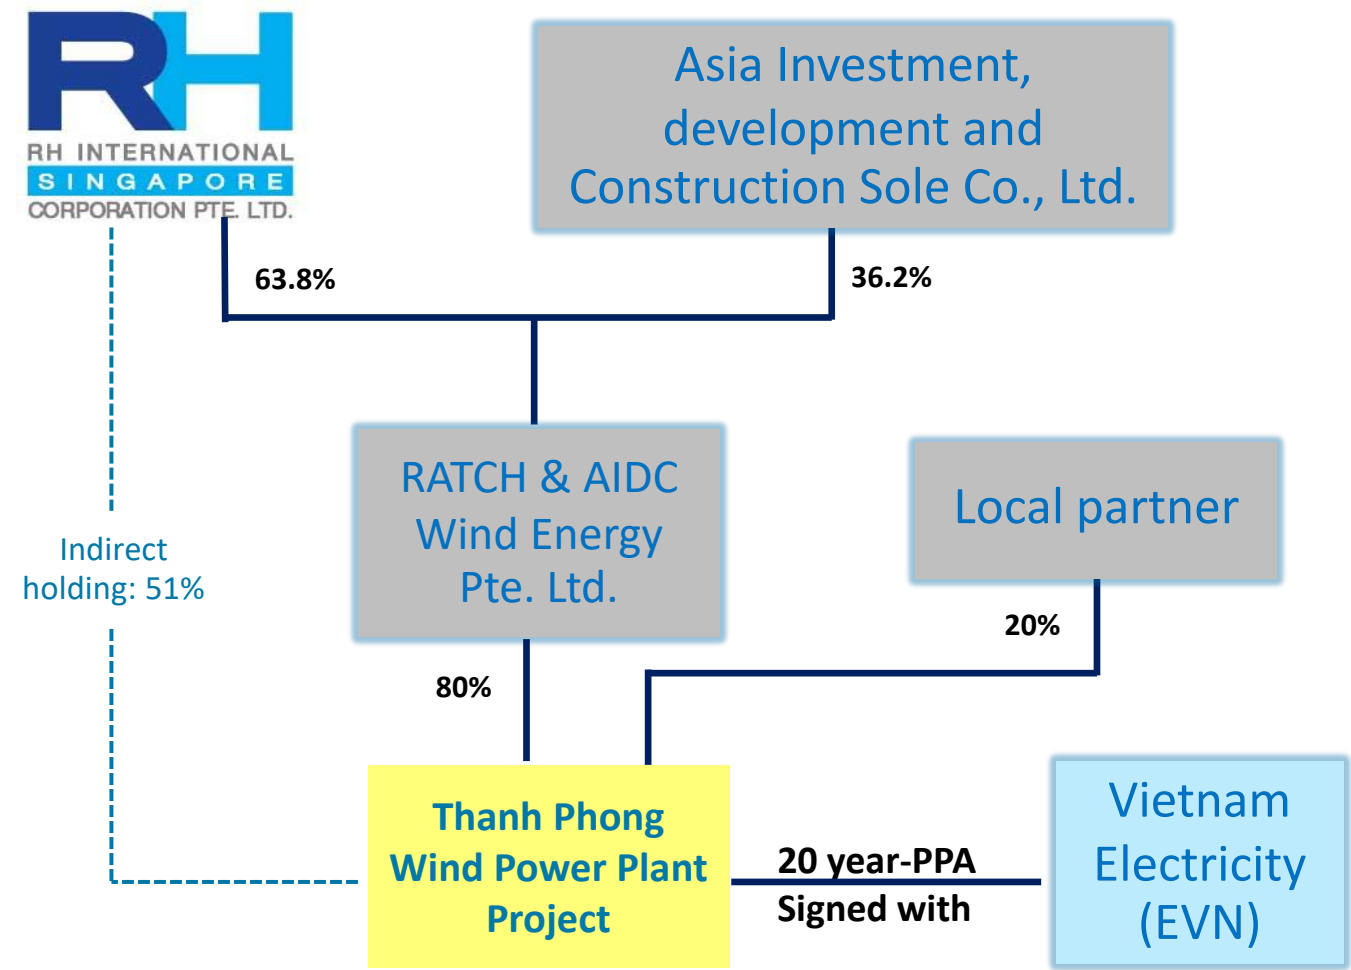 RH
RH INTERNATIONAL
SINGAPORE
CORPORATION PTE. LTD.
Asia Investment,
development and
Construction Sole Co., Ltd.
63.8%
36.2%
RATCH & AIDC
Wind Energy
Pte. Ltd.
Local partner
Indirect
holding: 51%
20%
80%
Thanh Phong
Wind Power Plant
Project
20 year-PPA
Signed with
Vietnam
Electricity
(EVN)